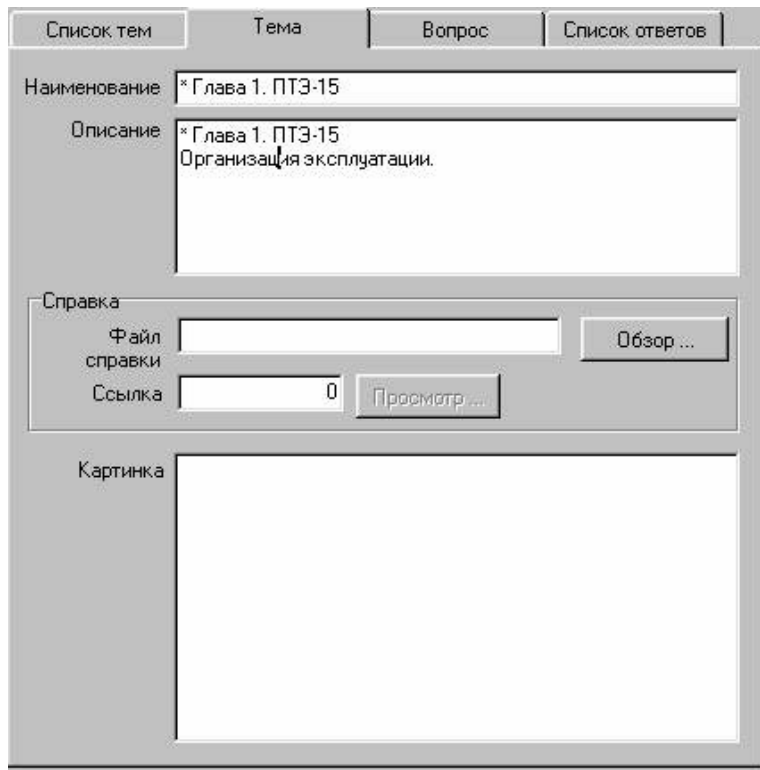 Список тем
Тема
Вопрос
Список ответов
Наименование
* Глава 1. ПТЭ-15
Описание
* Глава 1. ПТЭ-15
Организация эксплуатации.
Справка
Файл
справки
Обзор ...
Ссылка
0
Просмотр ...
Картинка